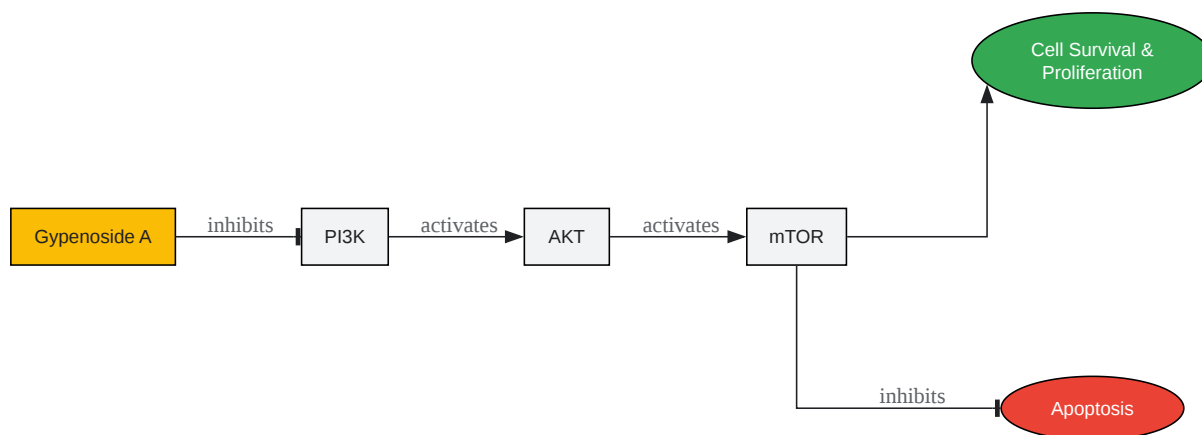 Cell Survival &
Proliferation
Gypenoside A
inhibits
PI3K
activates
AKT
activates
mTOR
inhibits
Apoptosis